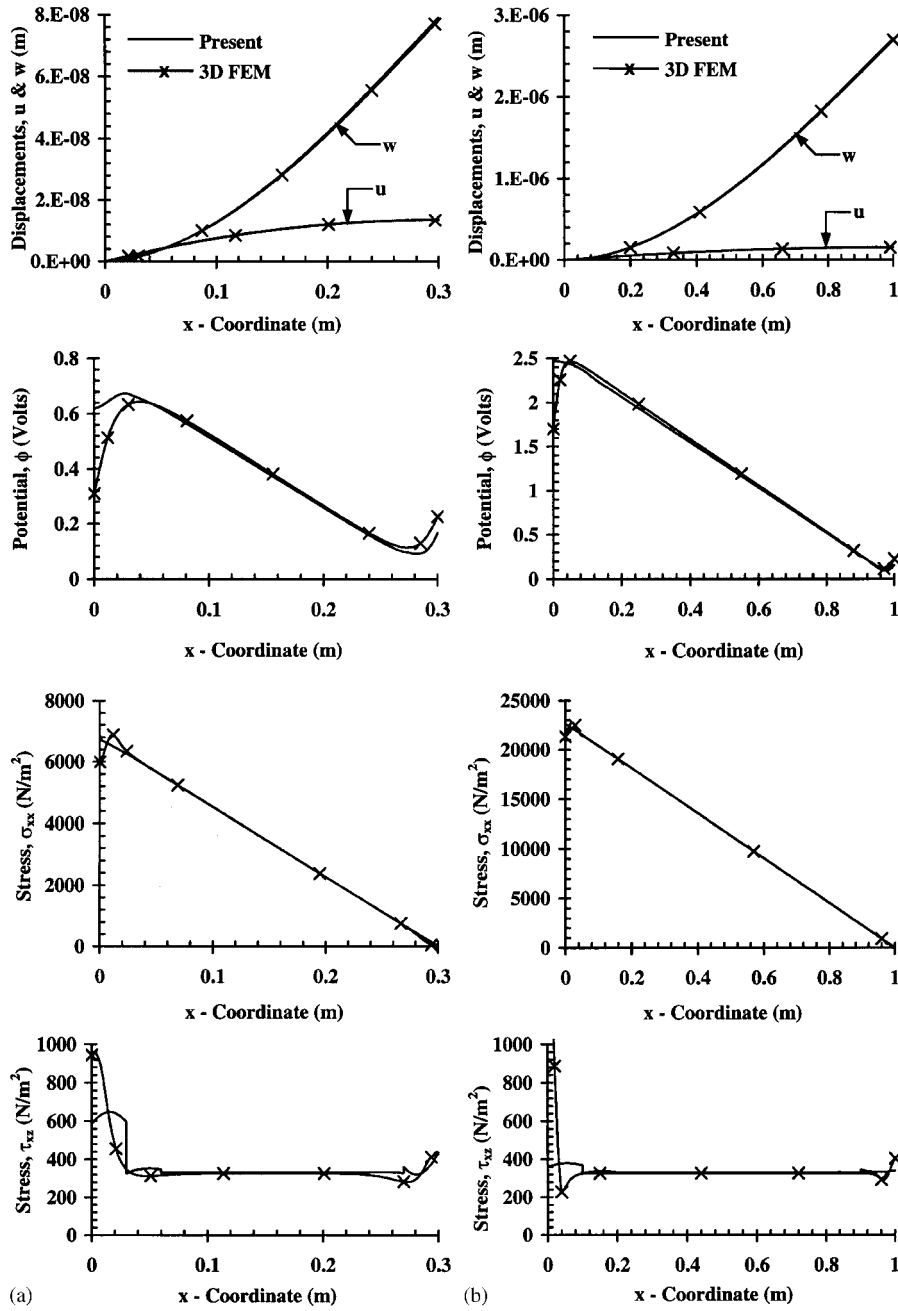 8.E-08
6.E-08
4.E-08
2.E-08
0.E+00
Displacements, u & w (m)
Present
3D FEM
w
u
0 0.1 0.2 0.3
x - Coordinate (m)
3.E-06
2.E-06
1.E-06
0.E+00
Displacements, u & w (m)
Present
3D FEM
w
u
0 0.2 0.4 0.6 0.8 1
x - Coordinate (m)
0.8
0.6
0.4
0.2
0
Potential, ϕ (Volts)
0 0.1 0.2 0.3
x - Coordinate (m)
2.5
2
1.5
1
0.5
0
Potential, ϕ (Volts)
0 0.2 0.4 0.6 0.8 1
x - Coordinate (m)
8000
6000
4000
2000
0
Stress, σxx (N/m²)
0 0.1 0.2 0.3
x - Coordinate (m)
25000
20000
15000
10000
5000
0
Stress, σxx (N/m²)
0 0.2 0.4 0.6 0.8 1
x - Coordinate (m)
1000
800
600
400
200
0
Stress, τxz (N/m²)
0 0.1 0.2 0.3
(a)
x - Coordinate (m)
1000
800
600
400
200
0
Stress, τxz (N/m²)
0 0.2 0.4 0.6 0.8 1
(b)
x - Coordinate (m)